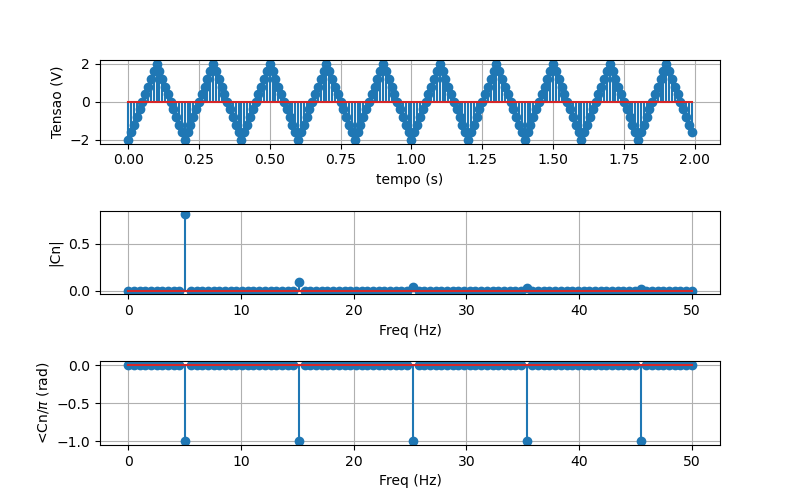 2
0
−2
Tensao (V)
0.00 0.25 0.50 0.75 1.00 1.25 1.50 1.75 2.00
tempo (s)
0.5
0.0
|Cn|
0 10 20 30 40 50
Freq (Hz)
0.0
−0.5
−1.0
<Cn/π (rad)
0 10 20 30 40 50
Freq (Hz)